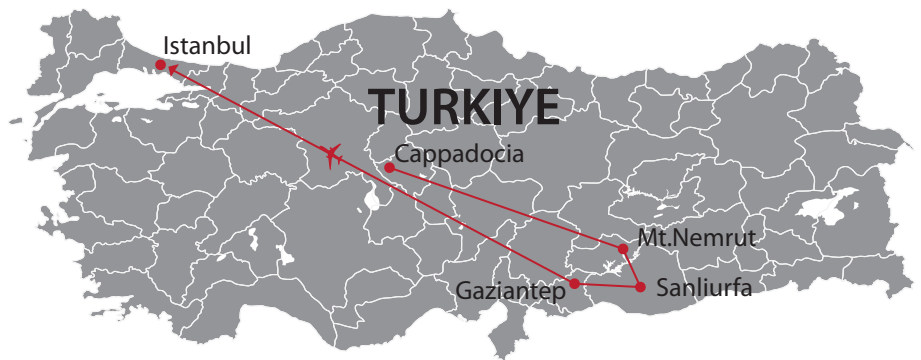 Istanbul
TURKIYE
Cappadocia
Mt.Nemrut
Gaziantep
Sanliurfa